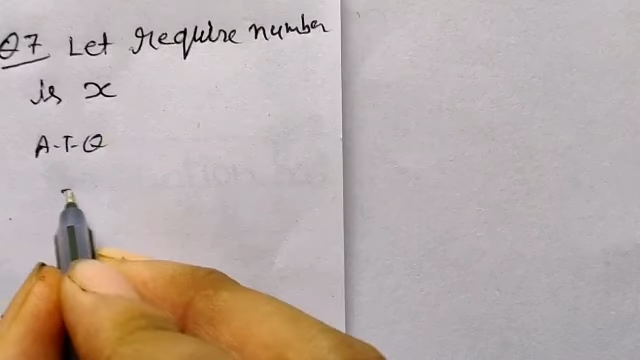 Q7 Let require number
is x
A-T-Q